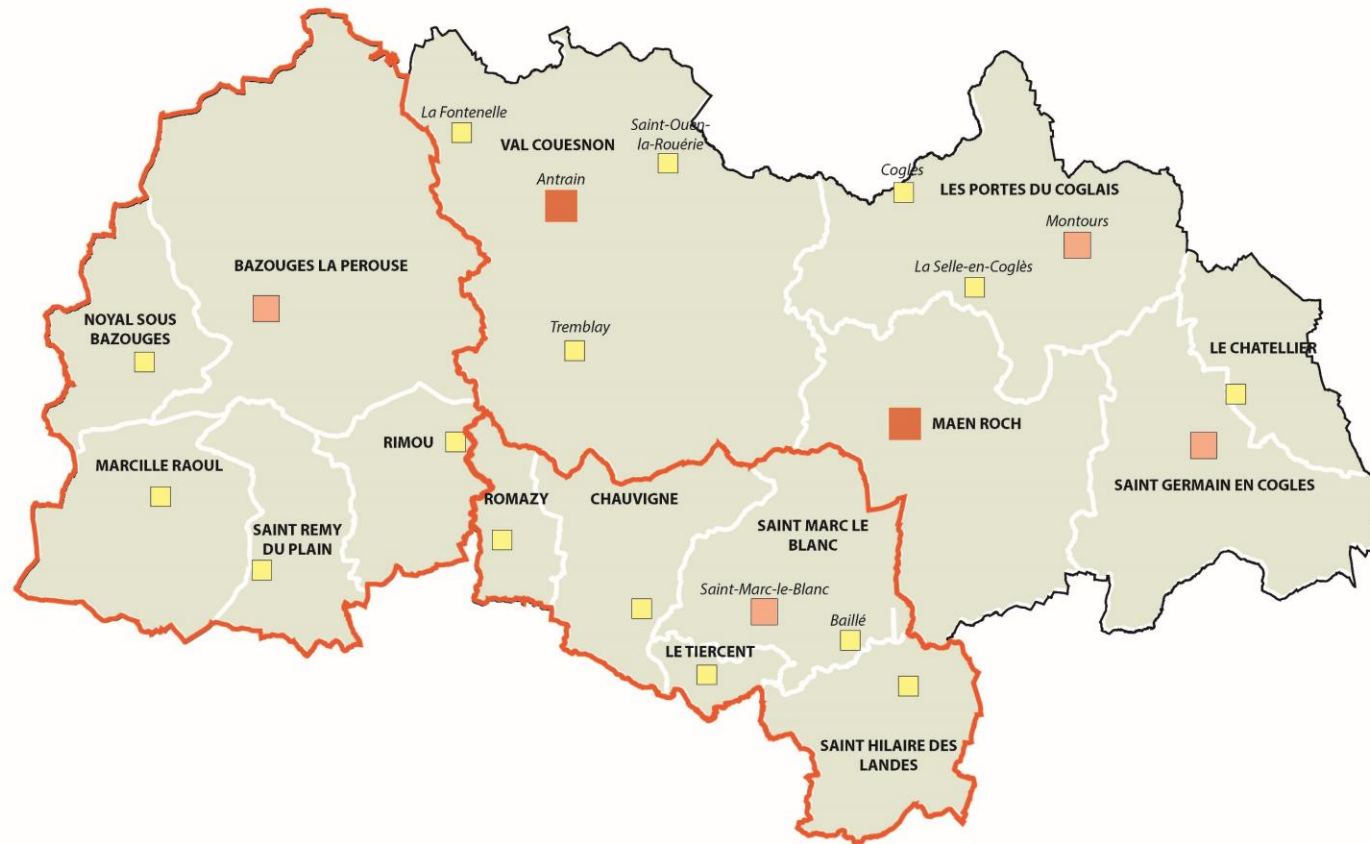 La Fontenelle
VAL COUESNON
Saint-Ouen-
la-Rouérie
Antrain
Coglès
LES PORTES DU COGLAIS
Montours
La Selle-en-Coglès
BAZOUGES LA PEROUSE
NOYAL SOUS
BAZOUGES
Tremblay
LE CHATELLIER
MAEN ROCH
RIMOU
MARCILLE RAOUL
SAINT GERMAIN EN COGLES
ROMAZY
CHAUVIGNE
SAINT REMY
DU PLAIN
SAINT MARC LE
BLANC
Saint-Marc-le-Blanc
Baillé
LE TIERCENT
SAINT HILAIRE DES
LANDES